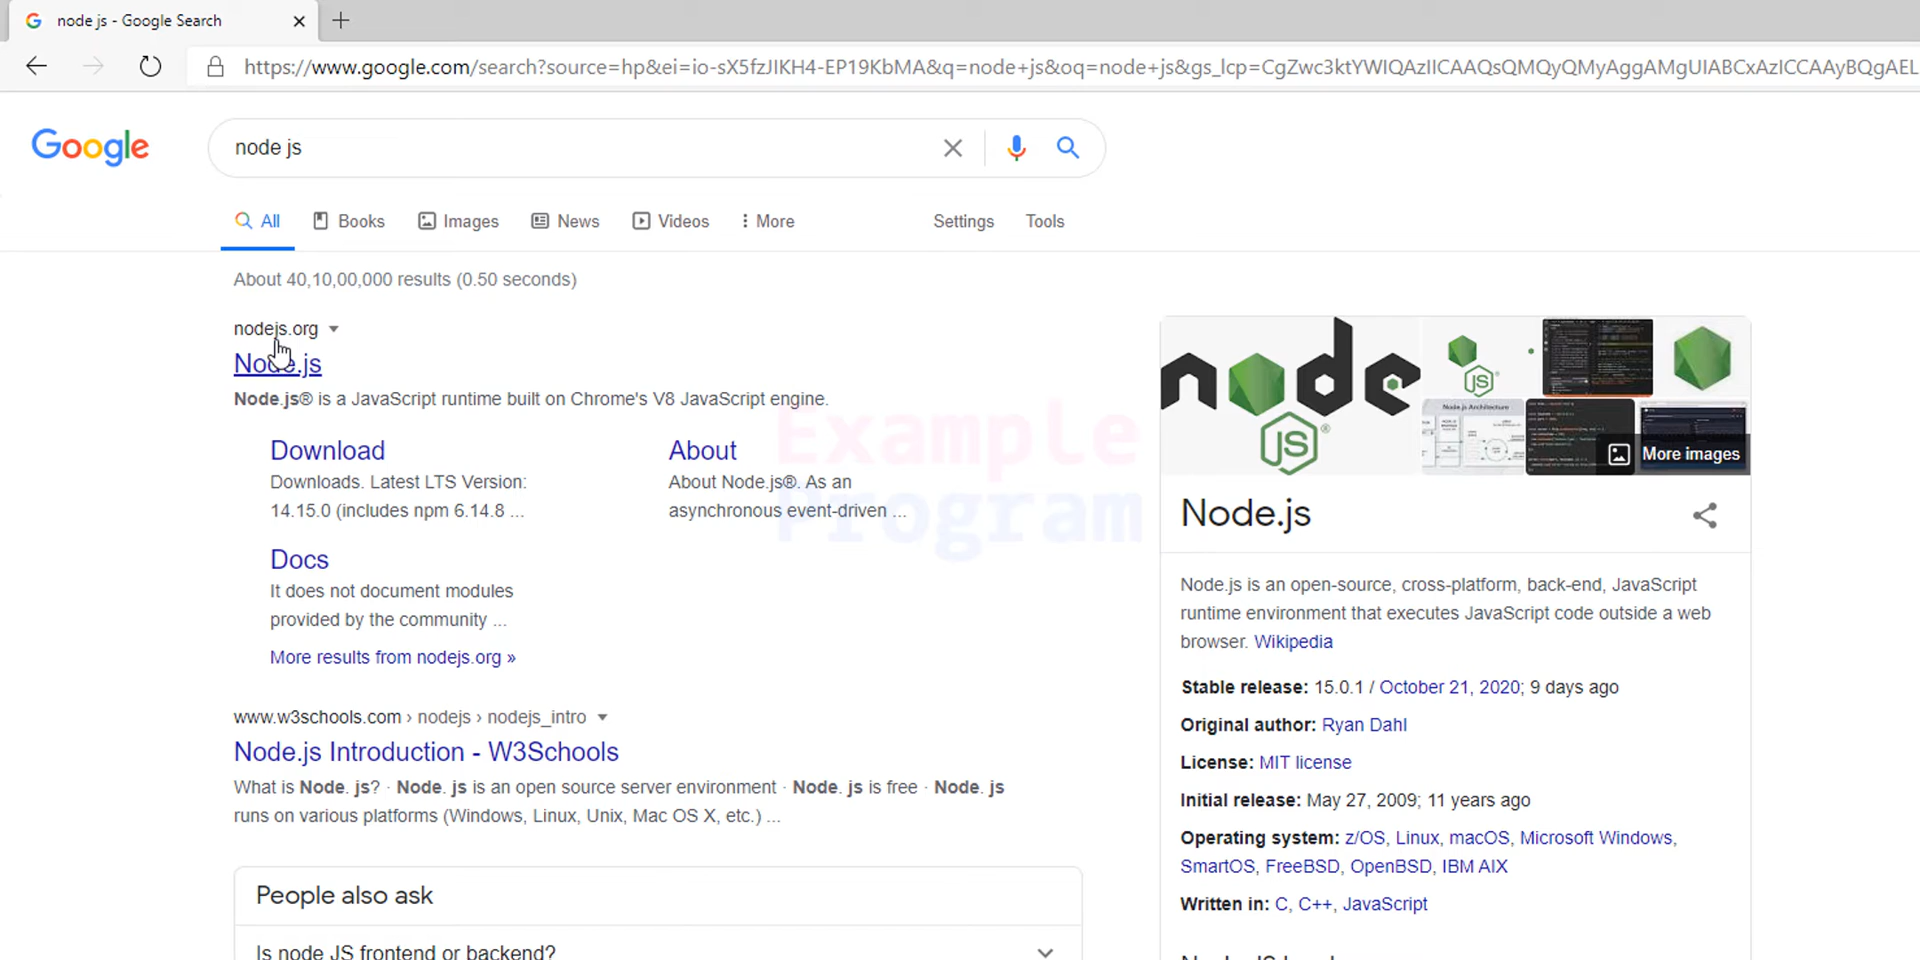 node js - Google Search
https://www.google.com/search?source=hp&ei=io-sX5fzJIKH4-EP19KbMA&q=node+js&oq=node+js&gs_lcp=CgZwc3ktYWIQAzIICAAQsQMQyQMyAggAMgUIABCxAzICCAAyBQgAEL
Google
node js
All Books Images News Videos More Settings Tools
About 40,10,00,000 results (0.50 seconds)
nodejs.org
Node.js
Node.js® is a JavaScript runtime built on Chrome's V8 JavaScript engine.
Download
Downloads. Latest LTS Version:
14.15.0 (includes npm 6.14.8 ...
About
About Node.js®. As an
asynchronous event-driven ...
Docs
It does not document modules
provided by the community ...
More results from nodejs.org »
www.w3schools.com › nodejs › nodejs_intro
Node.js Introduction - W3Schools
What is Node. js? · Node. js is an open source server environment · Node. js is free · Node. js
runs on various platforms (Windows, Linux, Unix, Mac OS X, etc.) ...
People also ask
Is node JS frontend or backend?
Example
Program
node
JS®
JS
Node.js Architecture
More images
Node.js
Node.js is an open-source, cross-platform, back-end, JavaScript
runtime environment that executes JavaScript code outside a web
browser. Wikipedia
Stable release: 15.0.1 / October 21, 2020; 9 days ago
Original author: Ryan Dahl
License: MIT license
Initial release: May 27, 2009; 11 years ago
Operating system: z/OS, Linux, macOS, Microsoft Windows,
SmartOS, FreeBSD, OpenBSD, IBM AIX
Written in: C, C++, JavaScript